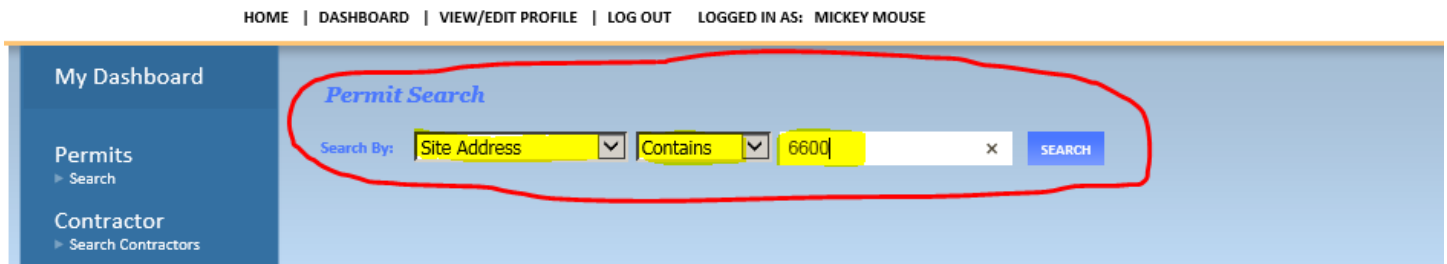 HOME | DASHBOARD | VIEW/EDIT PROFILE | LOG OUT LOGGED IN AS: MICKEY MOUSE
My Dashboard
Permit Search
Search By: Site Address Contains 6600 × SEARCH
Permits
Search
Contractor
Search Contractors